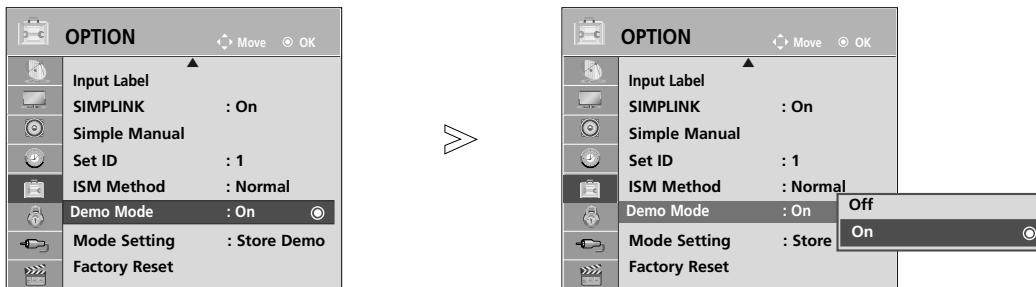 OPTION
Move OK
Input Label
SIMPLINK : On
Simple Manual
Set ID : 1
ISM Method : Normal
Demo Mode : On
Mode Setting : Store Demo
Factory Reset
OPTION
Move OK
Input Label
SIMPLINK : On
Simple Manual
Set ID : 1
ISM Method : Normal
Demo Mode : On
Mode Setting : Store
Factory Reset
Off
On